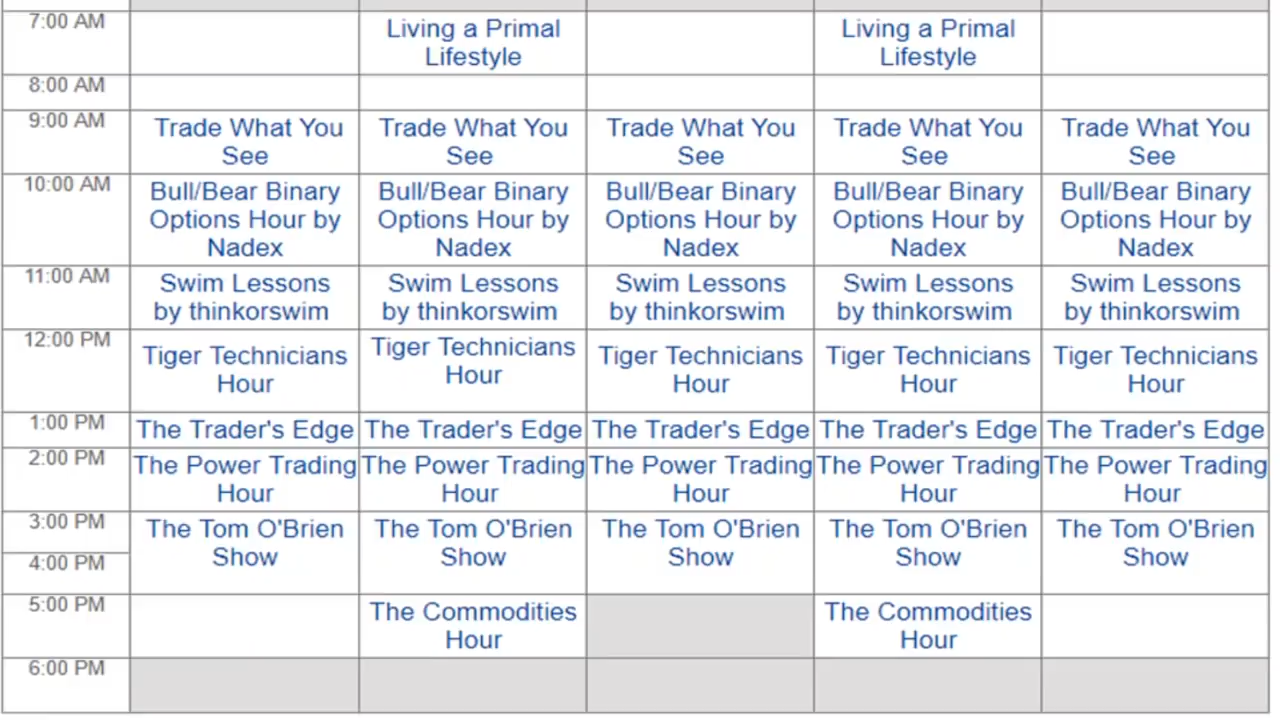 7:00 AM
Living a Primal
Lifestyle
Living a Primal
Lifestyle
8:00 AM
9:00 AM
Trade What You
See
Trade What You
See
Trade What You
See
Trade What You
See
Trade What You
See
10:00 AM
Bull/Bear Binary
Options Hour by
Nadex
Bull/Bear Binary
Options Hour by
Nadex
Bull/Bear Binary
Options Hour by
Nadex
Bull/Bear Binary
Options Hour by
Nadex
Bull/Bear Binary
Options Hour by
Nadex
11:00 AM
Swim Lessons
by thinkorswim
Swim Lessons
by thinkorswim
Swim Lessons
by thinkorswim
Swim Lessons
by thinkorswim
Swim Lessons
by thinkorswim
12:00 PM
Tiger Technicians
Hour
Tiger Technicians
Hour
Tiger Technicians
Hour
Tiger Technicians
Hour
Tiger Technicians
Hour
1:00 PM
The Trader's Edge
The Trader's Edge
The Trader's Edge
The Trader's Edge
The Trader's Edge
2:00 PM
The Power Trading
Hour
The Power Trading
Hour
The Power Trading
Hour
The Power Trading
Hour
The Power Trading
Hour
3:00 PM
The Tom O'Brien
Show
The Tom O'Brien
Show
The Tom O'Brien
Show
The Tom O'Brien
Show
The Tom O'Brien
Show
4:00 PM
5:00 PM
The Commodities
Hour
The Commodities
Hour
6:00 PM